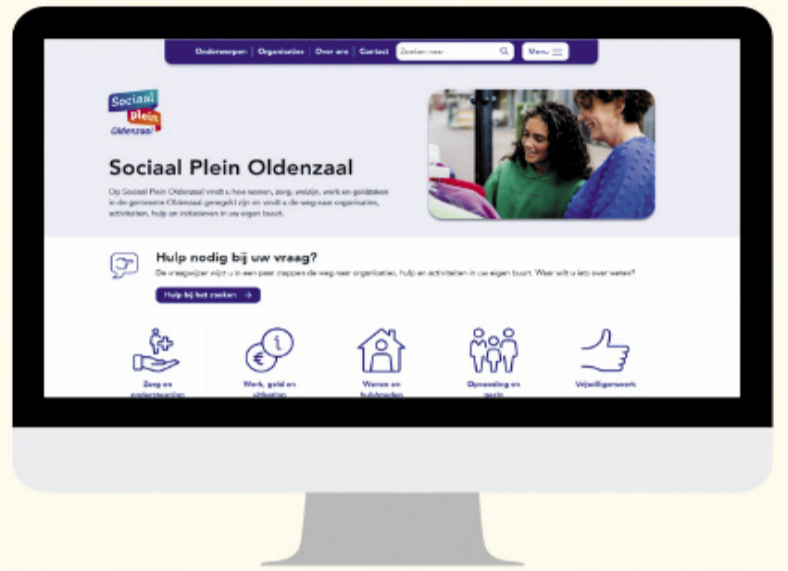 Onderwerpen | Organisaties | Over ons | Contact Zoeken naar... Menu
Sociaal
plein
Oldenzaal
Sociaal Plein Oldenzaal
Op Sociaal Plein Oldenzaal vindt u hoe wonen, zorg, welzijn, werk en geldzaken
in de gemeente Oldenzaal geregeld zijn en vindt u de weg naar organisaties,
activiteiten, hulp en initiatieven in uw eigen buurt.
Hulp nodig bij uw vraag?
De vraagwijzer wijst u in een paar stappen de weg naar organisaties, hulp en activiteiten in uw eigen buurt. Waar wilt u iets over weten?
Hulp bij het zoeken →
Zorg en
ondersteuning
Werk, geld en
uitkering
Wonen en
huishouden
Opvoeding en
gezin
Vrijwilligerswerk